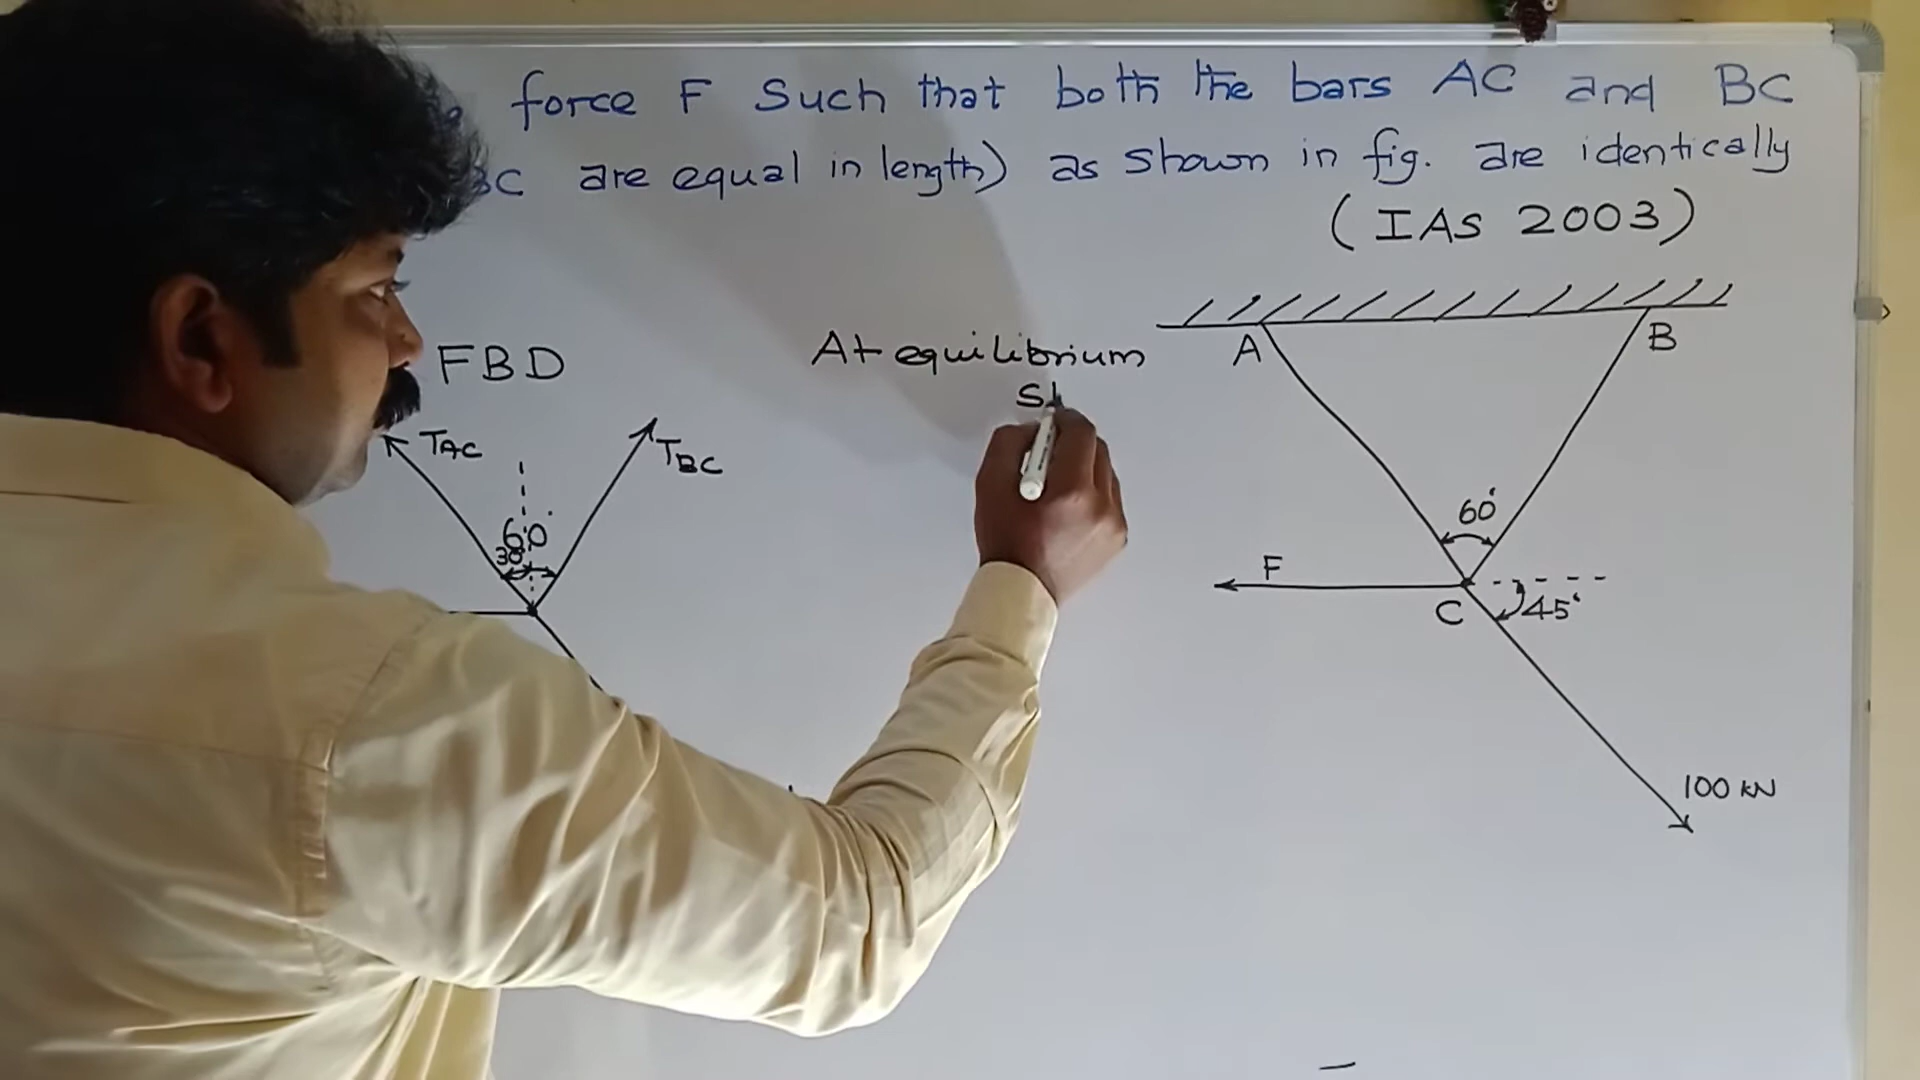 force F Such that both the bars AC and BC
BC are equal in length) as shown in fig. are identically
(IAS 2003)
FBD
At equilibrium
A
B
TAC
TBC
60°
30°
60°
F
C
45°
100 kN